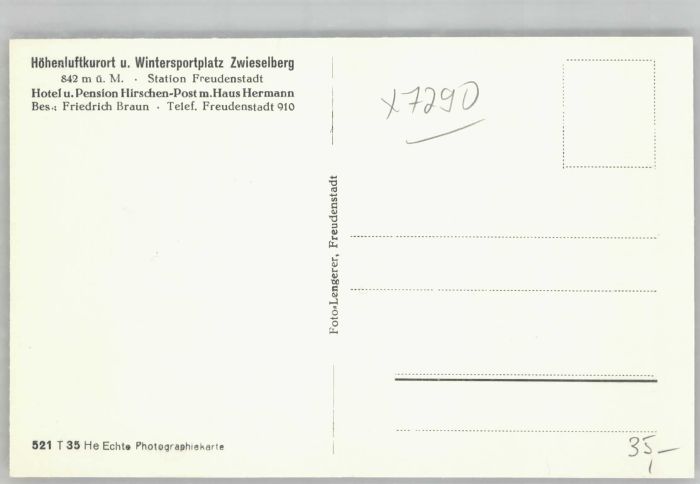 Höhenluftkurort u. Wintersportplatz Zwieselberg
842 m ü. M. · Station Freudenstadt
Hotel u. Pension Hirschen-Post m. Haus Hermann
Bes.: Friedrich Braun · Telef. Freudenstadt 910
x7290
Foto-Lengerer, Freudenstadt
521 T 35 He Echte Photographiekarte
35,—